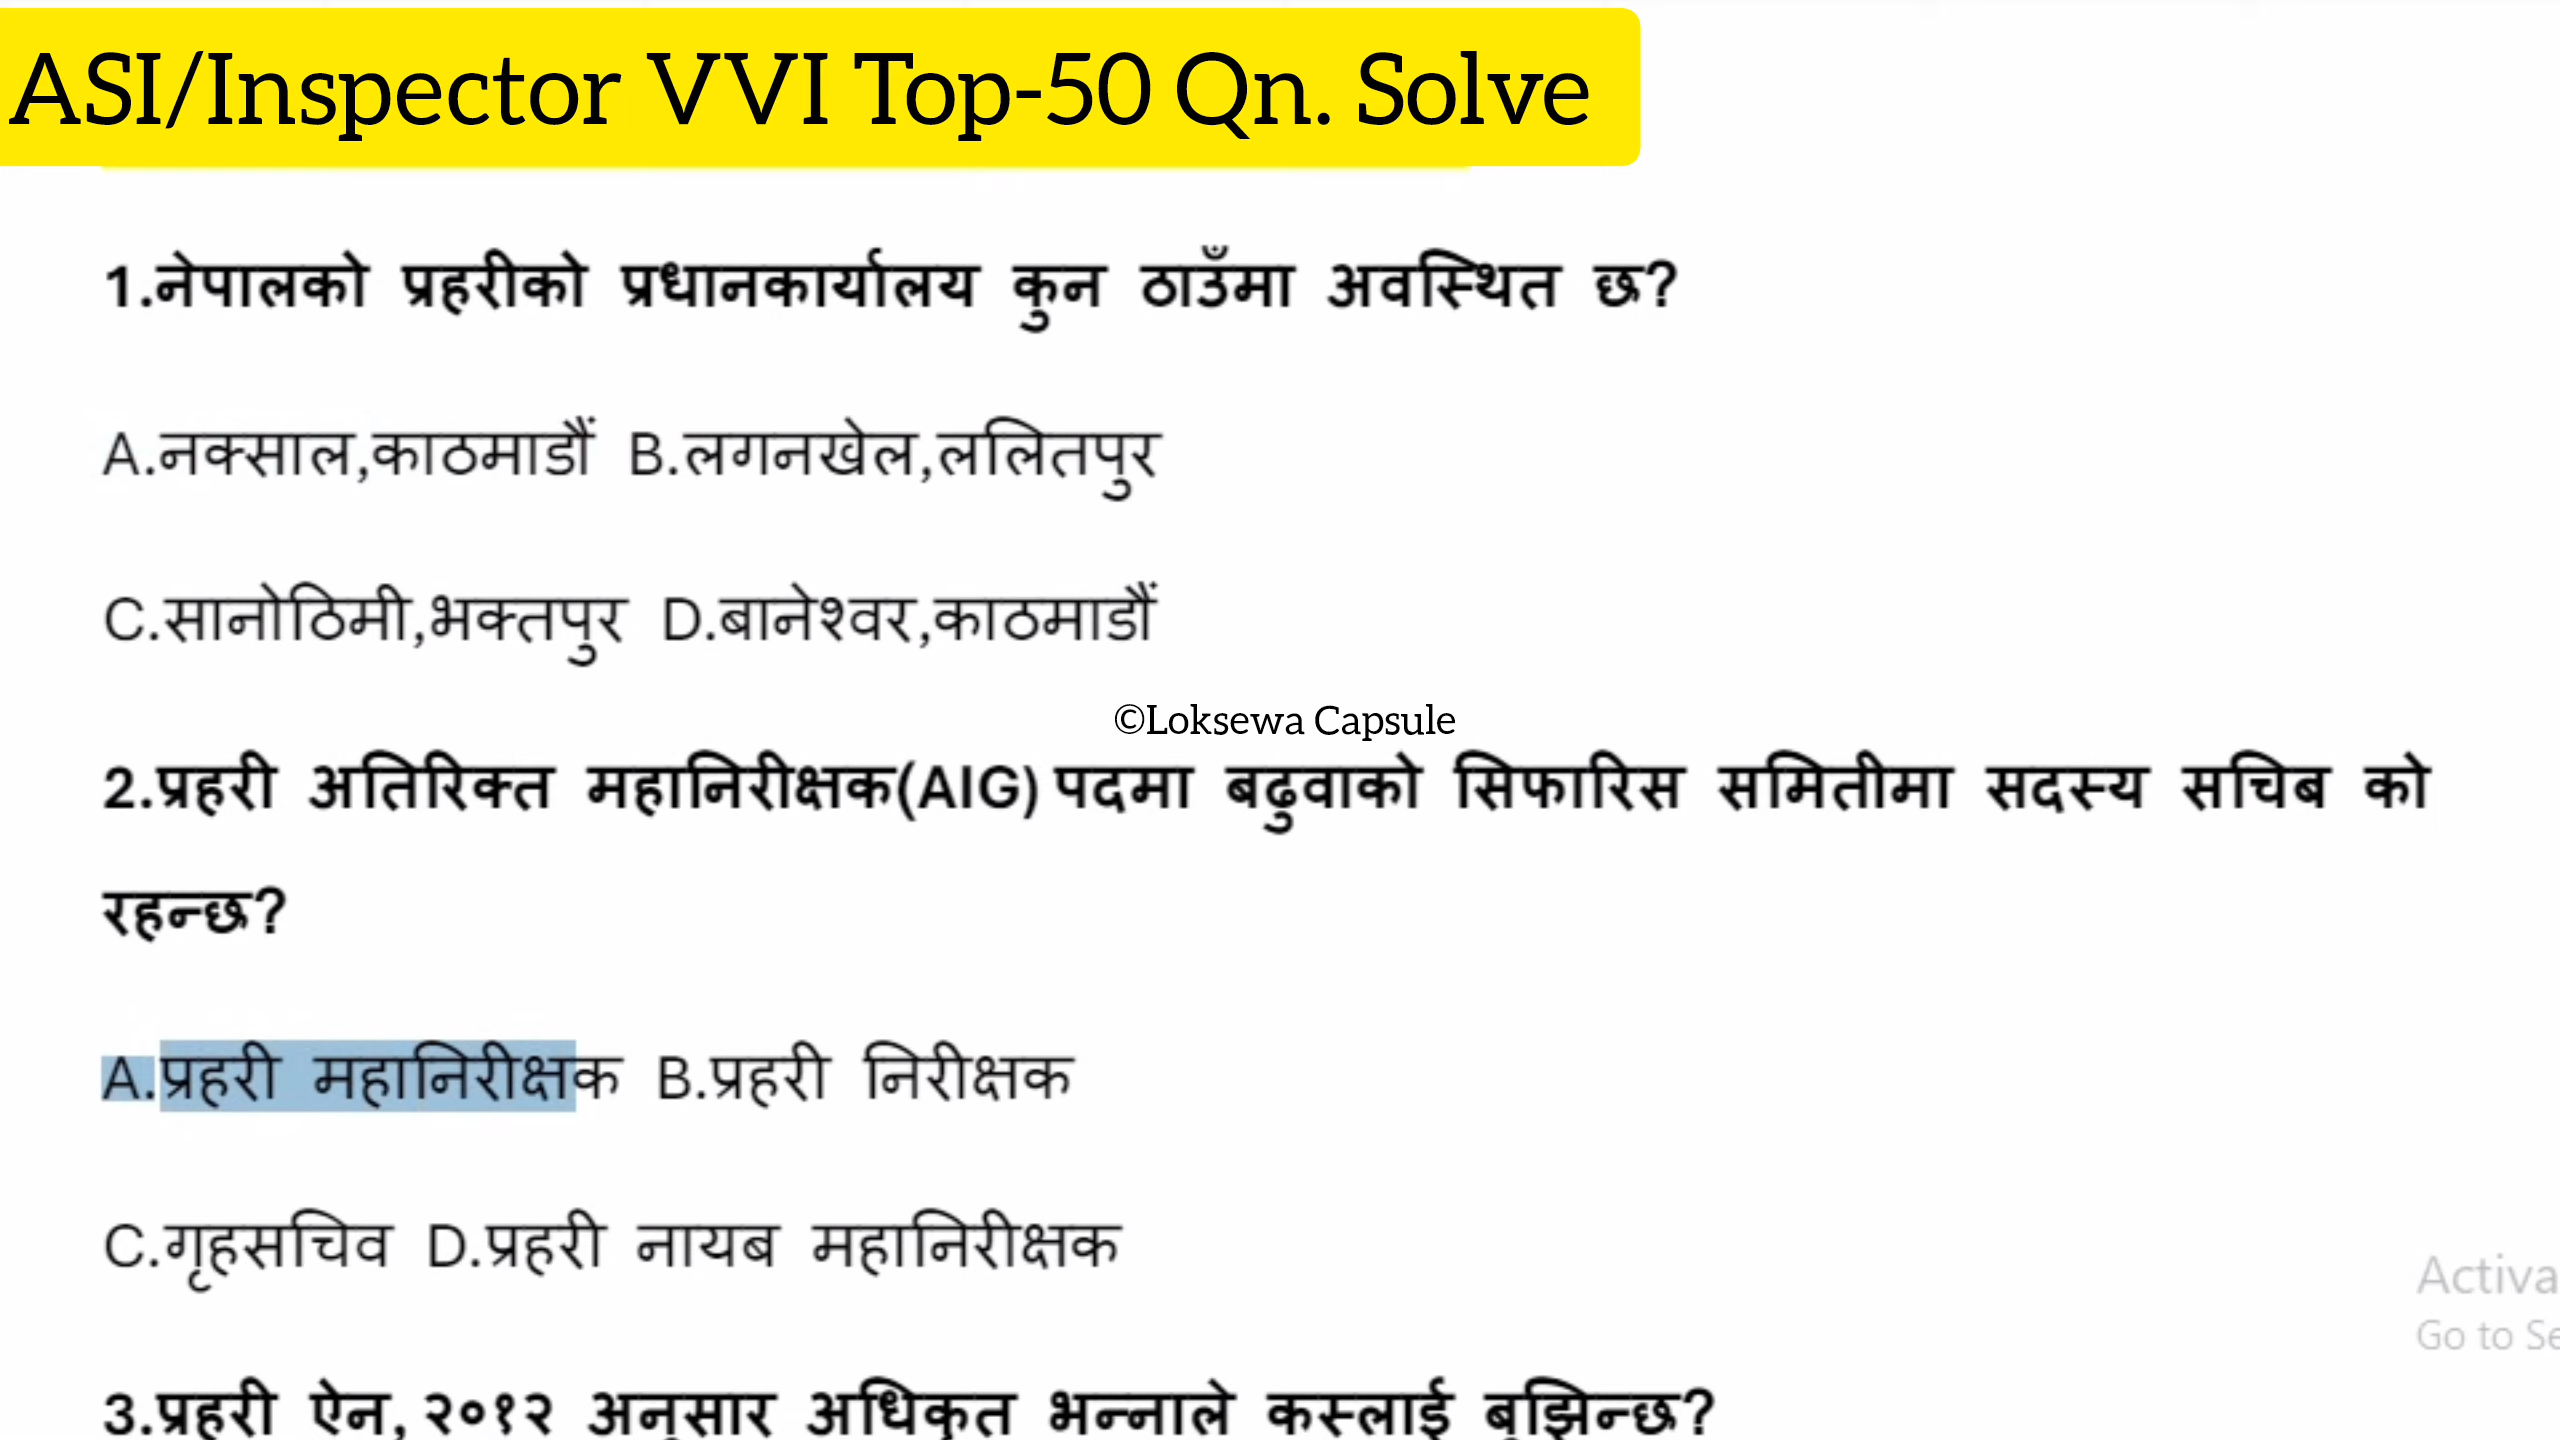 ASI/Inspector VVI Top-50 Qn. Solve
1.नेपालको प्रहरीको प्रधानकार्यालय कुन ठाउँमा अवस्थित छ?
A.नक्साल,काठमाडौं B.लगनखेल,ललितपुर
C.सानोठिमी,भक्तपुर D.बानेश्वर,काठमाडौं
©Loksewa Capsule
2.प्रहरी अतिरिक्त महानिरीक्षक(AIG) पदमा बढुवाको सिफारिस समितीमा सदस्य सचिब को
रहन्छ?
A.प्रहरी महानिरीक्षक B.प्रहरी निरीक्षक
C.गृहसचिव D.प्रहरी नायब महानिरीक्षक
Activa
Go to Se
3.प्रहरी ऐन,२०१२ अनुसार अधिकृत भन्नाले कस्लाई बुझिन्छ?